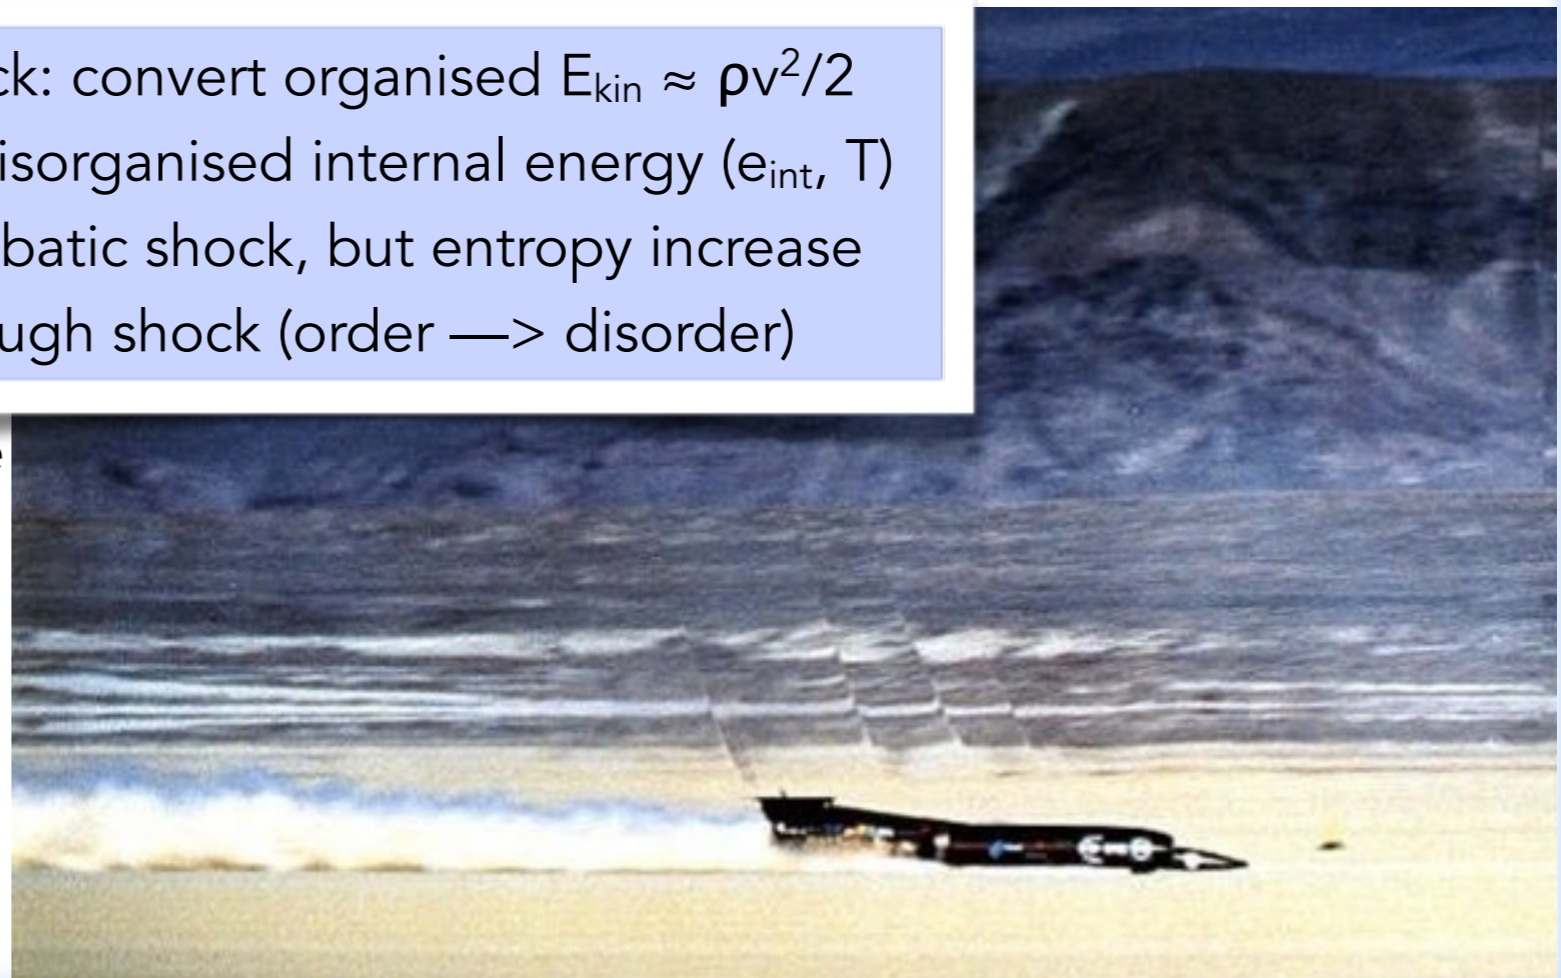 ck: convert organised Eₖᵢₙ ≈ ρv²/2
isorganised internal energy (eᵢₙₜ, T)
batic shock, but entropy increase
ugh shock (order —> disorder)
e